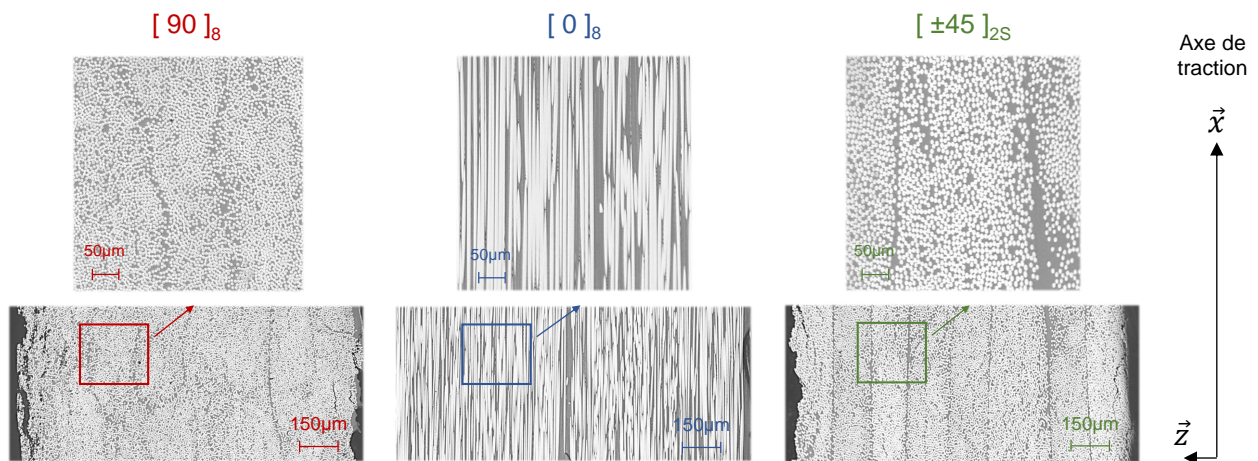 [ 90 ]8
[ 0 ]8
[ ±45 ]2S
Axe de
traction
x⃗
50µm
50µm
50µm
150µm
150µm
150µm
z⃗